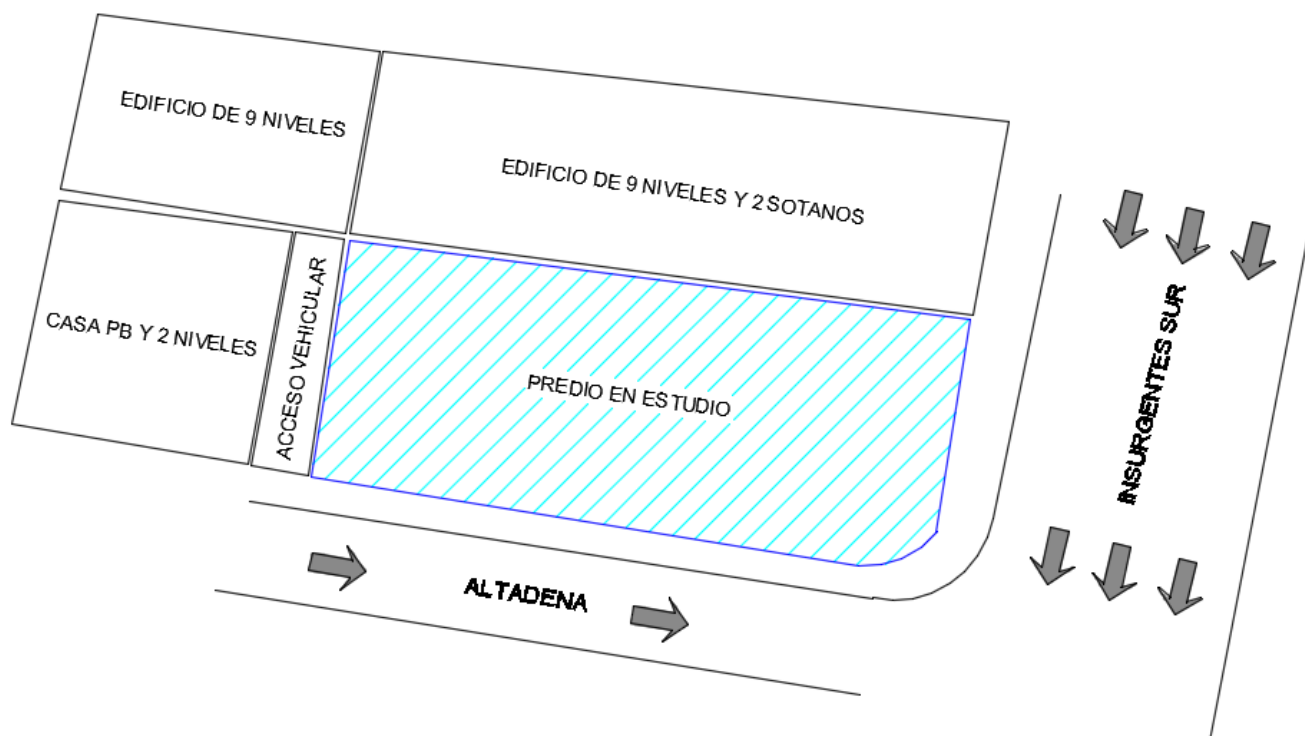 EDIFICIO DE 9 NIVELES
EDIFICIO DE 9 NIVELES Y 2 SOTANOS
CASA PB Y 2 NIVELES
ACCESO VEHICULAR
PREDIO EN ESTUDIO
INSURGENTES SUR
ALTADENA